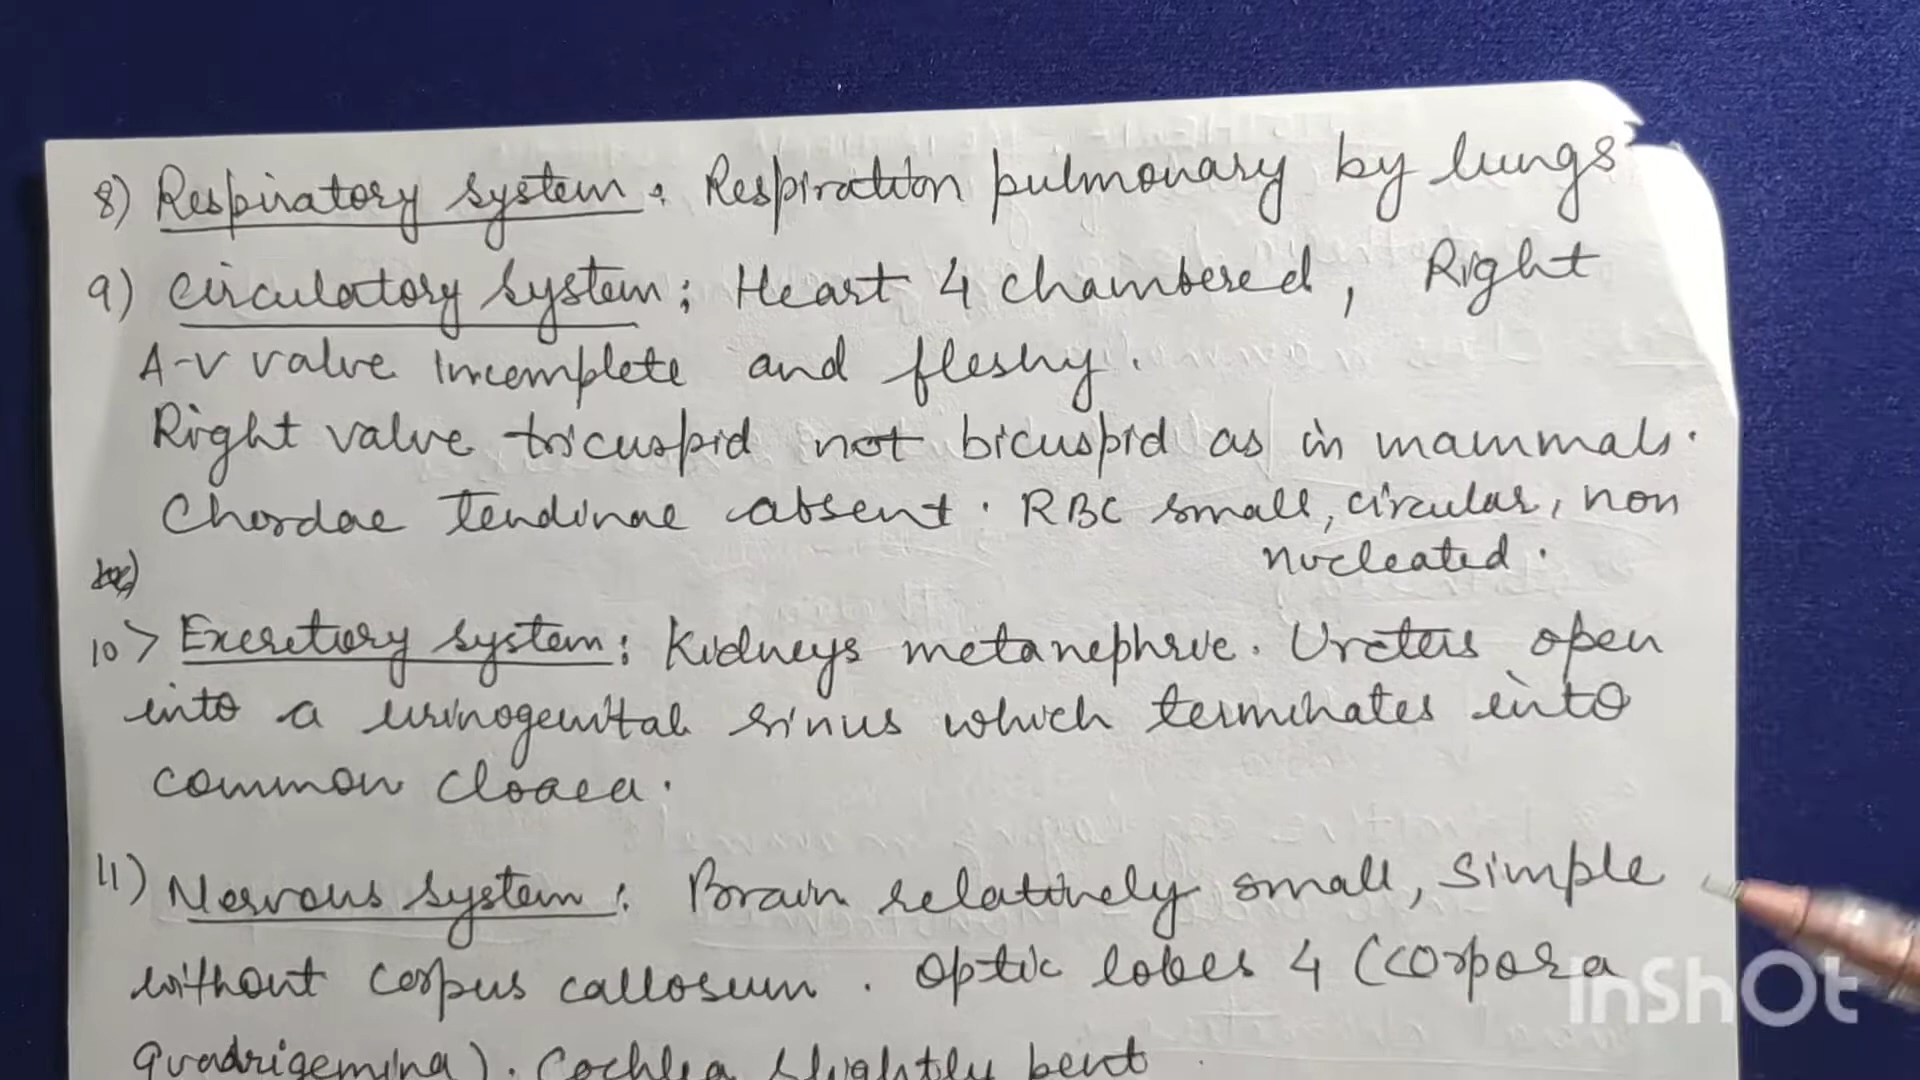 8) Respiratory system: Respiration pulmonary by lungs
9) Circulatory system: Heart 4 chambered, Right
A-V valve Incomplete and fleshy.
Right valve tricuspid not bicuspid as in mammals.
Chordae tendinae absent. RBC small, circular, non
nucleated.
10> Excretory system: Kidneys metanephric. Ureters open
into a urinogenital sinus which terminates into
common cloaca.
11) Nervous system: Brain relatively small, Simple
without corpus callosum. Optic lobes 4 (corpora
quadrigemina). Cochlea slightly bent
InShOt